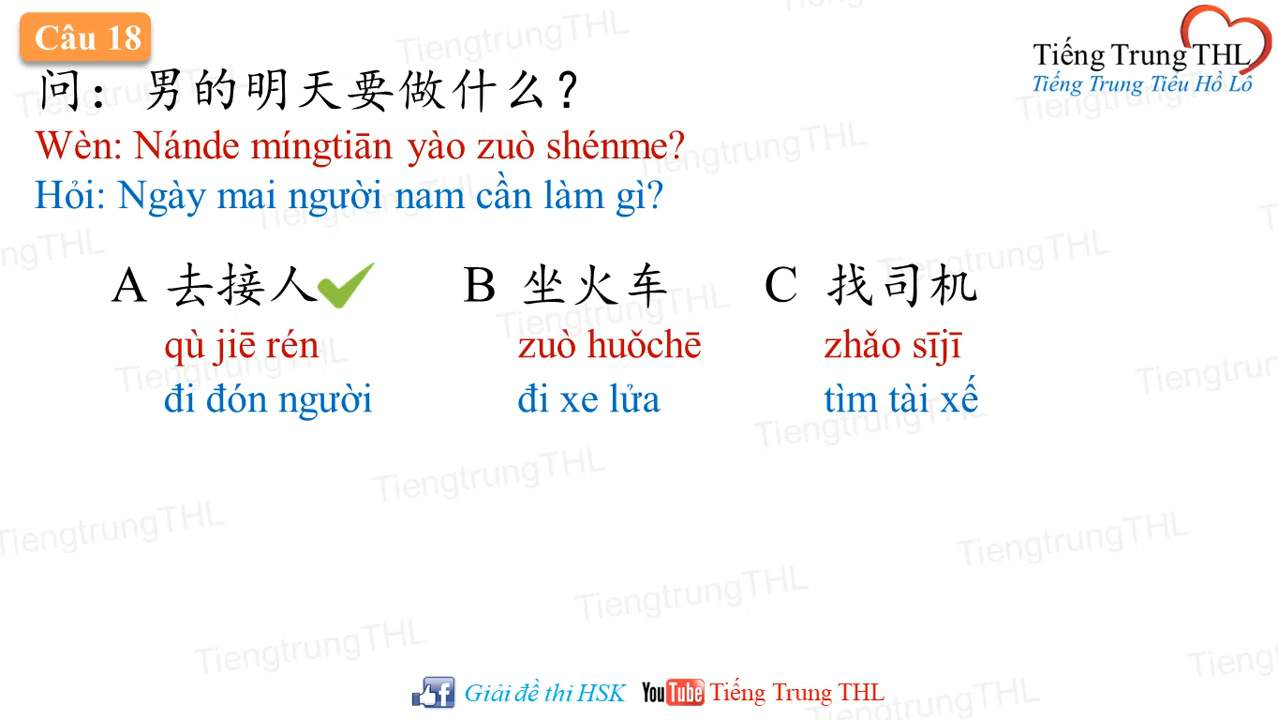 Câu 18
Tiếng Trung THL
Tiếng Trung Tiểu Hồ Lô
问：男的明天要做什么？
Wèn: Nánde míngtiān yào zuò shénme?
Hỏi: Ngày mai người nam cần làm gì?
A 去接人 B 坐火车 C 找司机
qù jiē rén zuò huǒchē zhǎo sījī
đi đón người đi xe lửa tìm tài xế
Giải đề thi HSK YouTube Tiếng Trung THL
TiengtrungTHL